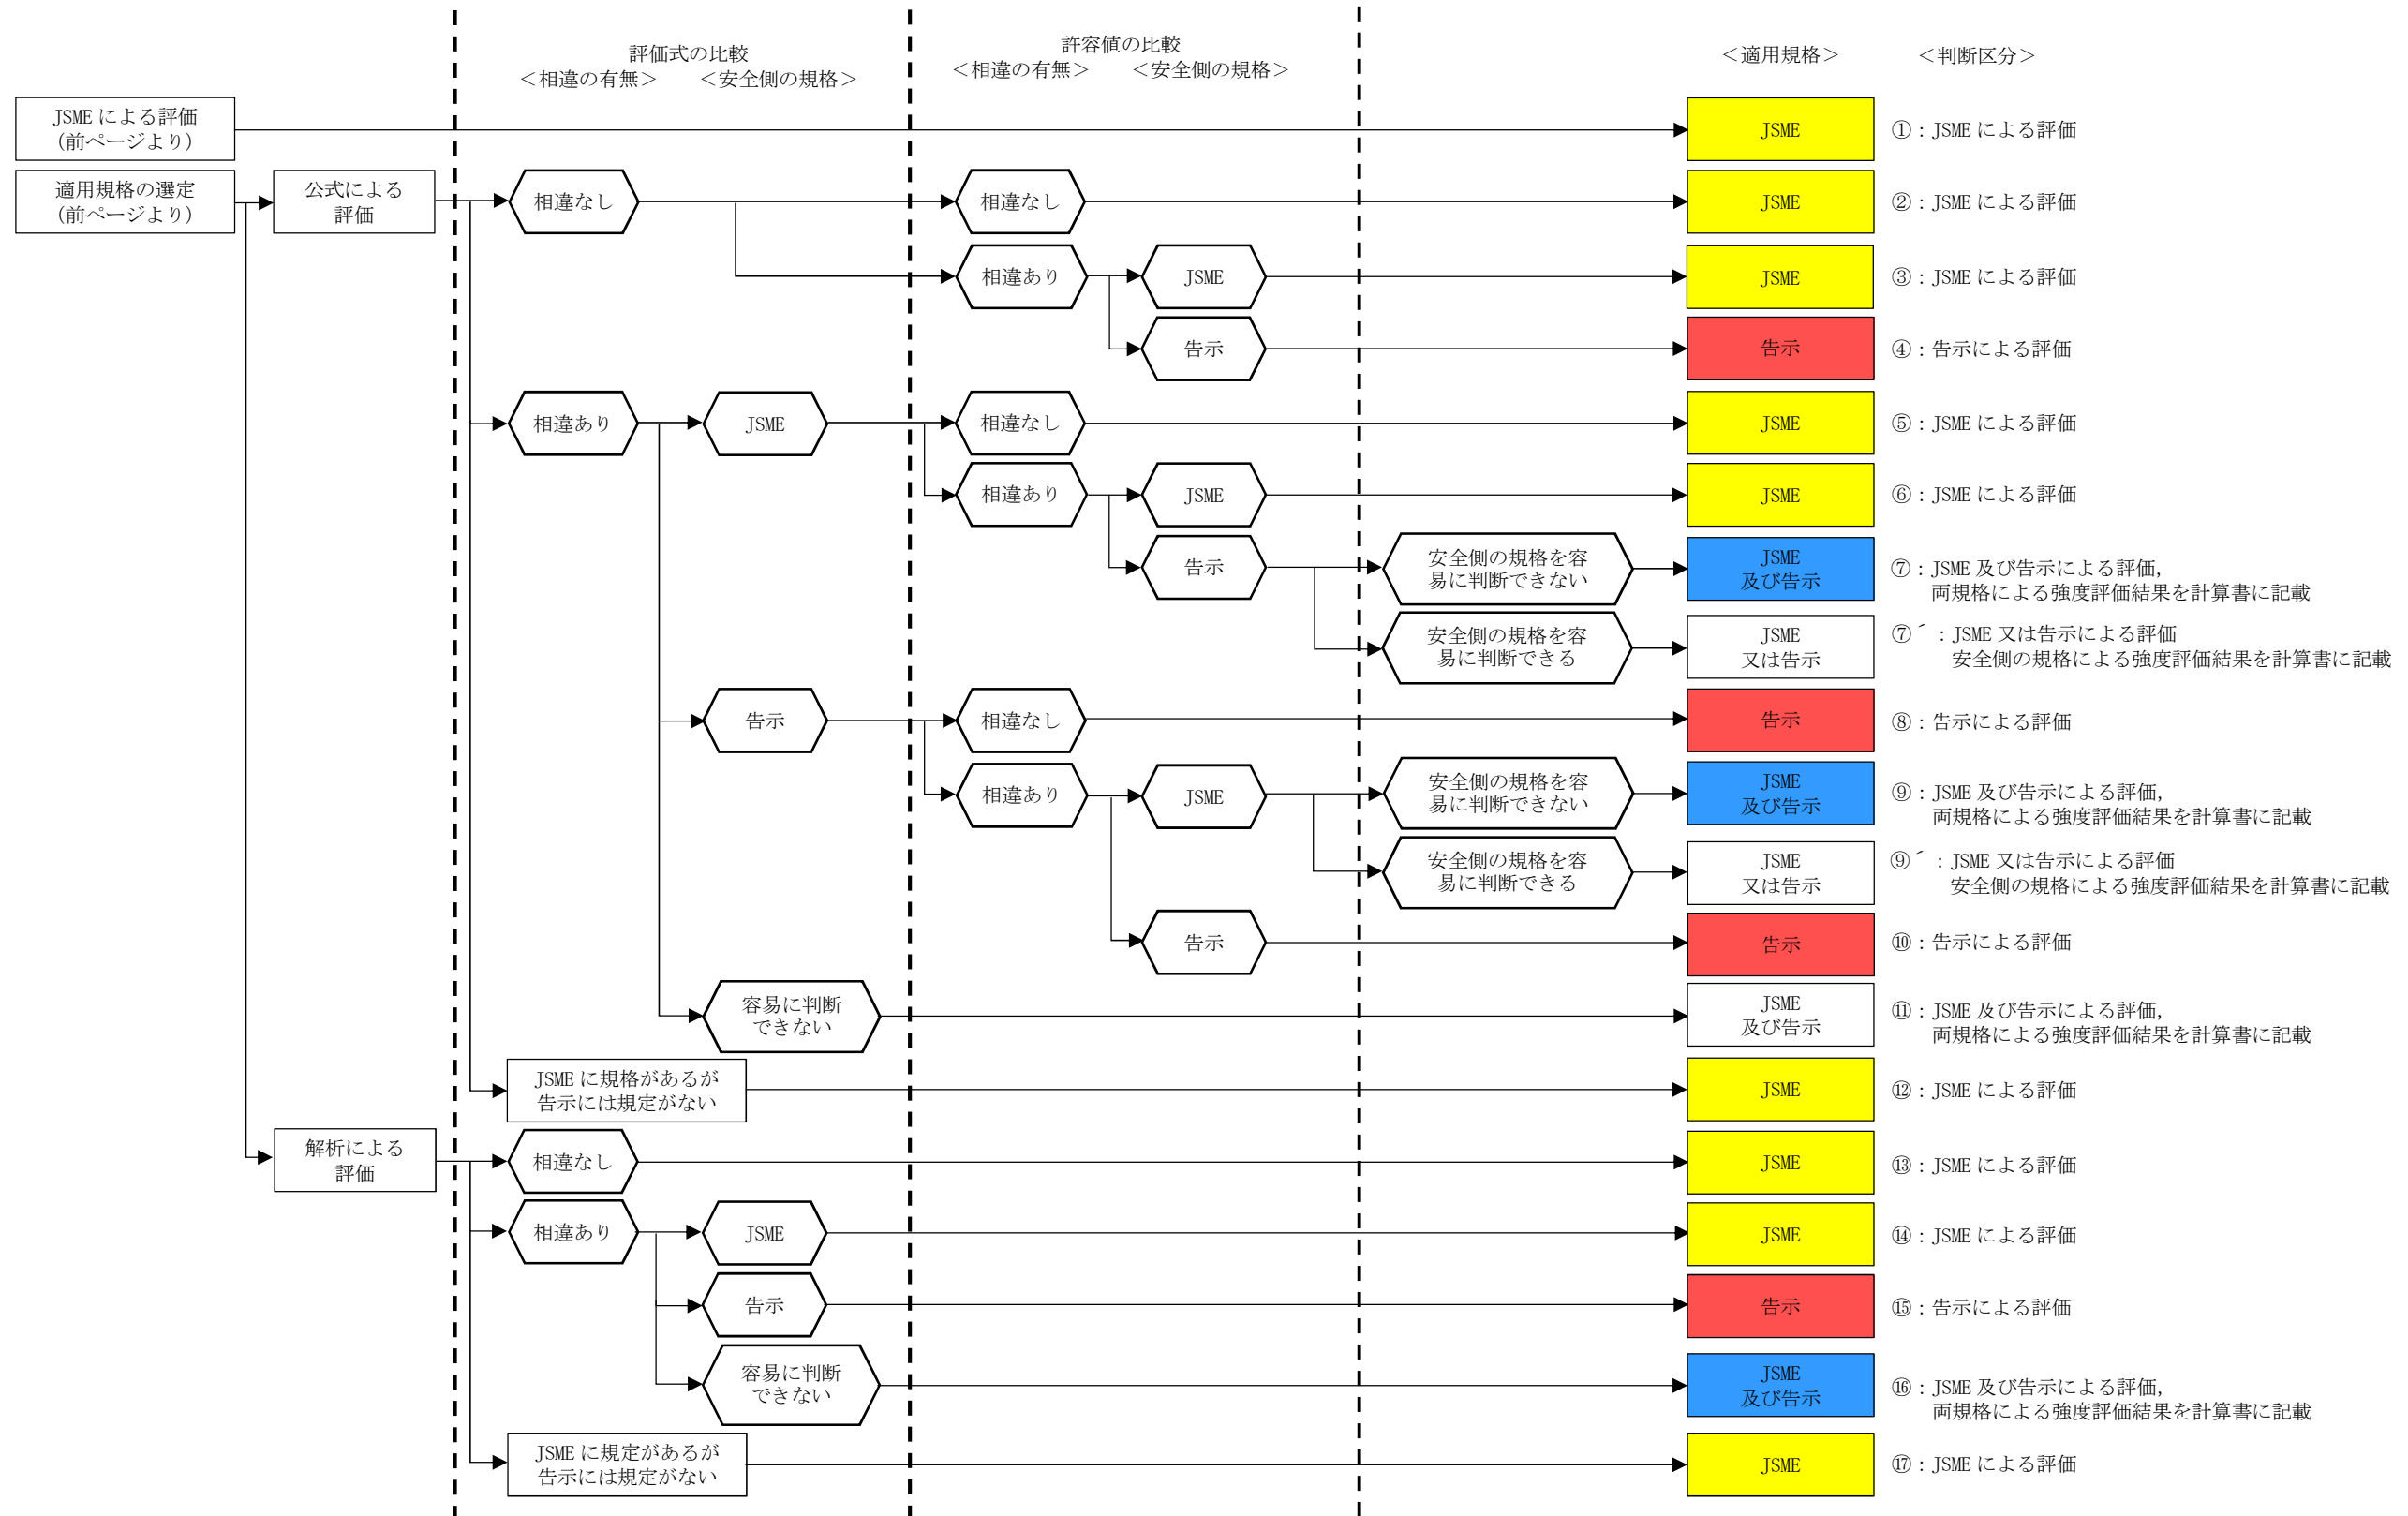 評価式の比較
＜相違の有無＞ ＜安全側の規格＞
許容値の比較
＜相違の有無＞ ＜安全側の規格＞
＜適用規格＞ ＜判断区分＞
JSME による評価
（前ページより）
JSME
①：JSME による評価
適用規格の選定
（前ページより）
公式による
評価
相違なし
相違なし
JSME
②：JSME による評価
相違あり
JSME
JSME
③：JSME による評価
告示
告示
④：告示による評価
相違あり
JSME
相違なし
JSME
⑤：JSME による評価
相違あり
JSME
JSME
⑥：JSME による評価
告示
安全側の規格を容
易に判断できない
JSME
及び告示
⑦：JSME 及び告示による評価，
両規格による強度評価結果を計算書に記載
安全側の規格を容
易に判断できる
JSME
又は告示
⑦´：JSME 又は告示による評価
安全側の規格による強度評価結果を計算書に記載
告示
相違なし
告示
⑧：告示による評価
相違あり
JSME
安全側の規格を容
易に判断できない
JSME
及び告示
⑨：JSME 及び告示による評価，
両規格による強度評価結果を計算書に記載
安全側の規格を容
易に判断できる
JSME
又は告示
⑨´：JSME 又は告示による評価
安全側の規格による強度評価結果を計算書に記載
告示
告示
⑩：告示による評価
容易に判断
できない
JSME
及び告示
⑪：JSME 及び告示による評価，
両規格による強度評価結果を計算書に記載
JSME に規格があるが
告示には規定がない
JSME
⑫：JSME による評価
解析による
評価
相違なし
JSME
⑬：JSME による評価
相違あり
JSME
JSME
⑭：JSME による評価
告示
告示
⑮：告示による評価
容易に判断
できない
JSME
及び告示
⑯：JSME 及び告示による評価，
両規格による強度評価結果を計算書に記載
JSME に規定があるが
告示には規定がない
JSME
⑰：JSME による評価